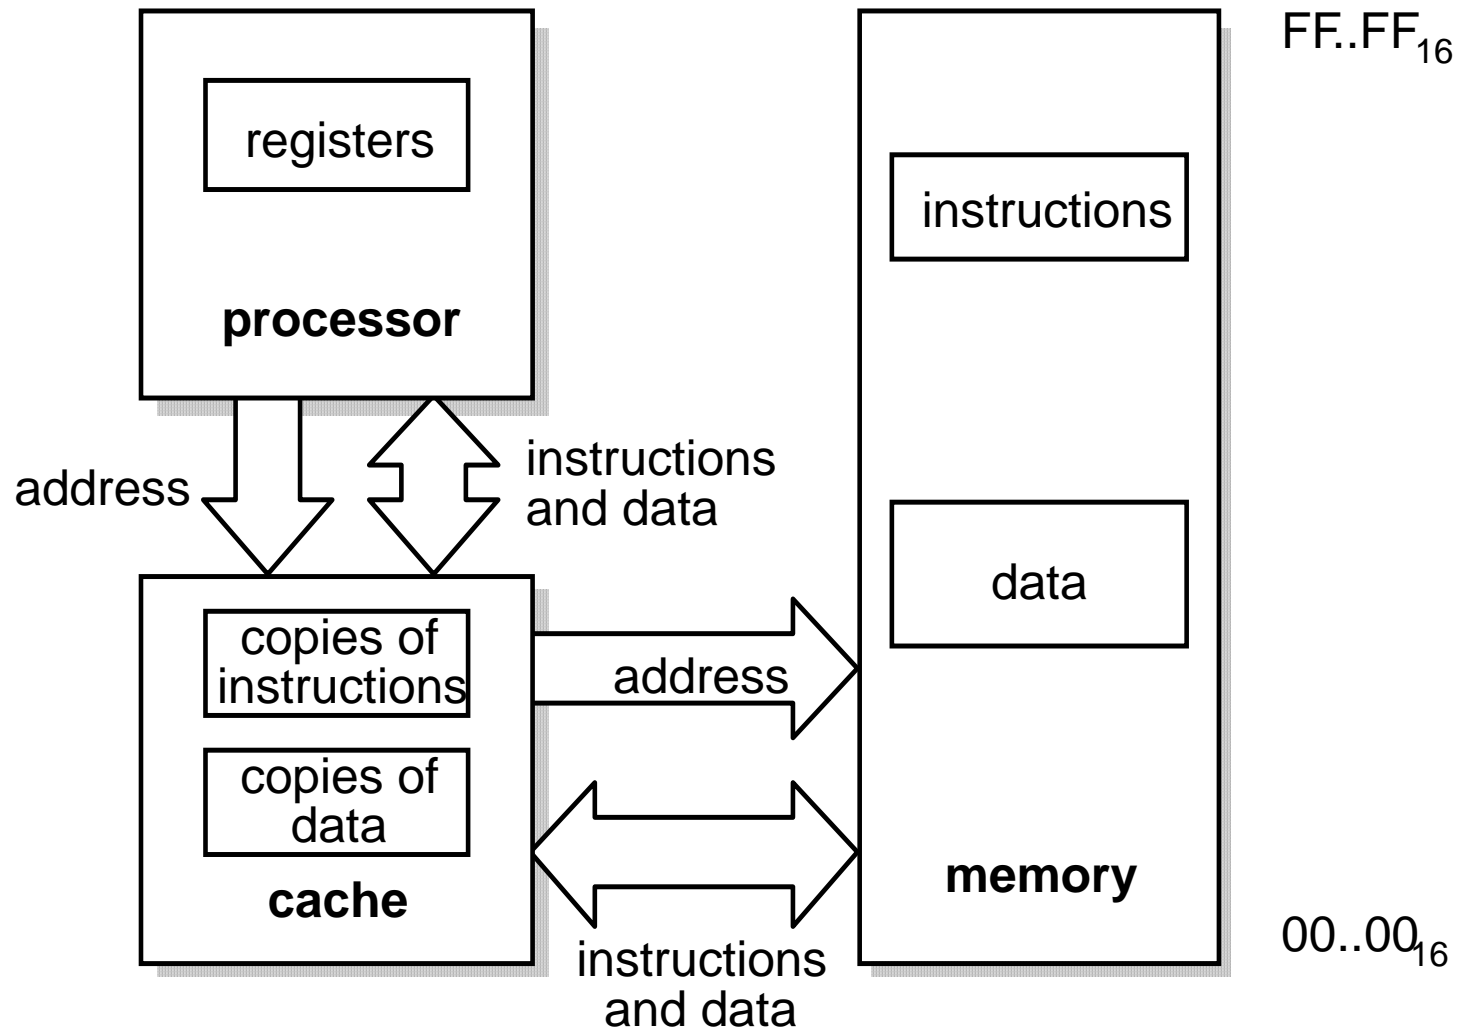 FF..FF16
registers
instructions
processor
instructions
and data
address
data
copies of
instructions
address
copies of
data
memory
cache
00..0016
instructions
and data